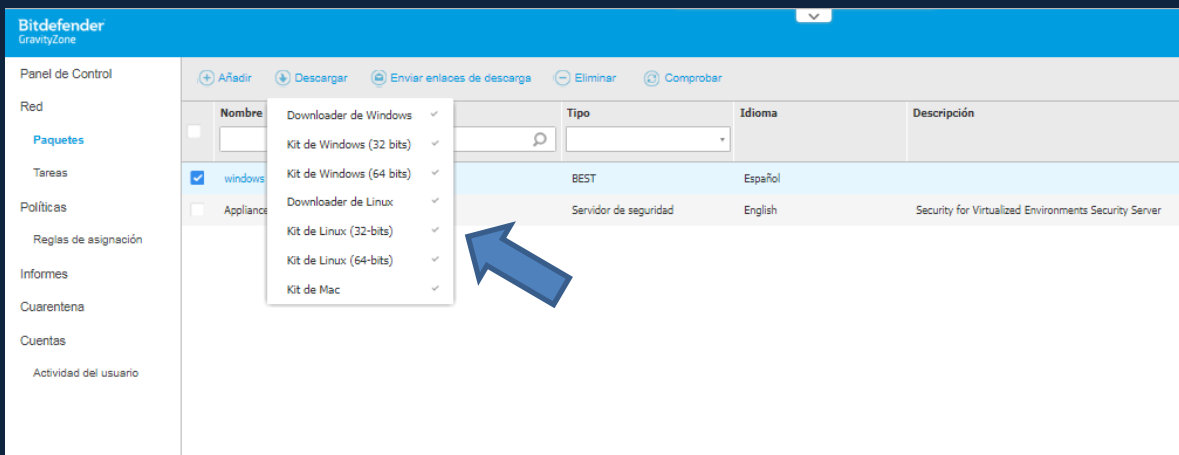 Bitdefender
GravityZone
Panel de Control
Red
Paquetes
Tareas
Políticas
Reglas de asignación
Informes
Cuarentena
Cuentas
Actividad del usuario
Añadir Descargar Enviar enlaces de descarga Eliminar Comprobar
Nombre Tipo Idioma Descripción
Downloader de Windows
Kit de Windows (32 bits)
Kit de Windows (64 bits)
Downloader de Linux
Kit de Linux (32-bits)
Kit de Linux (64-bits)
Kit de Mac
windows BEST Español
Appliance Servidor de seguridad English Security for Virtualized Environments Security Server